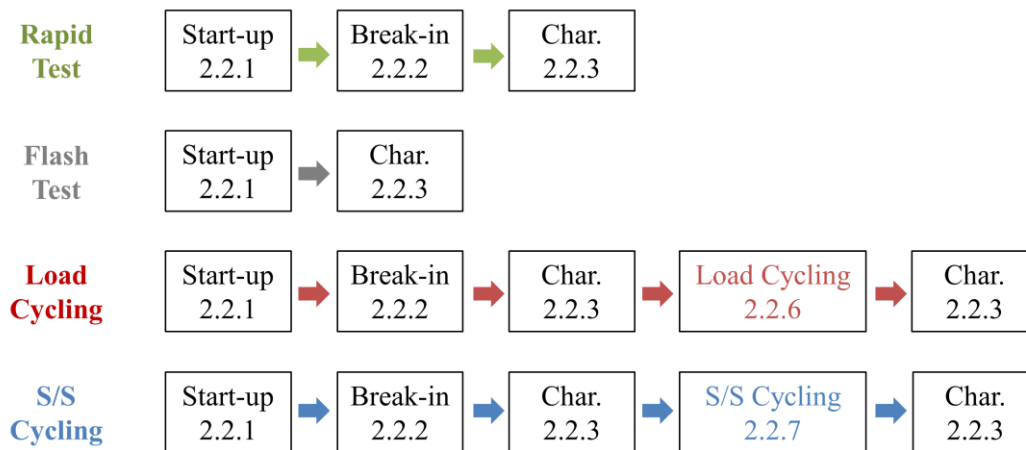 Rapid
Test
Start-up
2.2.1
Break-in
2.2.2
Char.
2.2.3
Flash
Test
Start-up
2.2.1
Char.
2.2.3
Load
Cycling
Start-up
2.2.1
Break-in
2.2.2
Char.
2.2.3
Load Cycling
2.2.6
Char.
2.2.3
S/S
Cycling
Start-up
2.2.1
Break-in
2.2.2
Char.
2.2.3
S/S Cycling
2.2.7
Char.
2.2.3